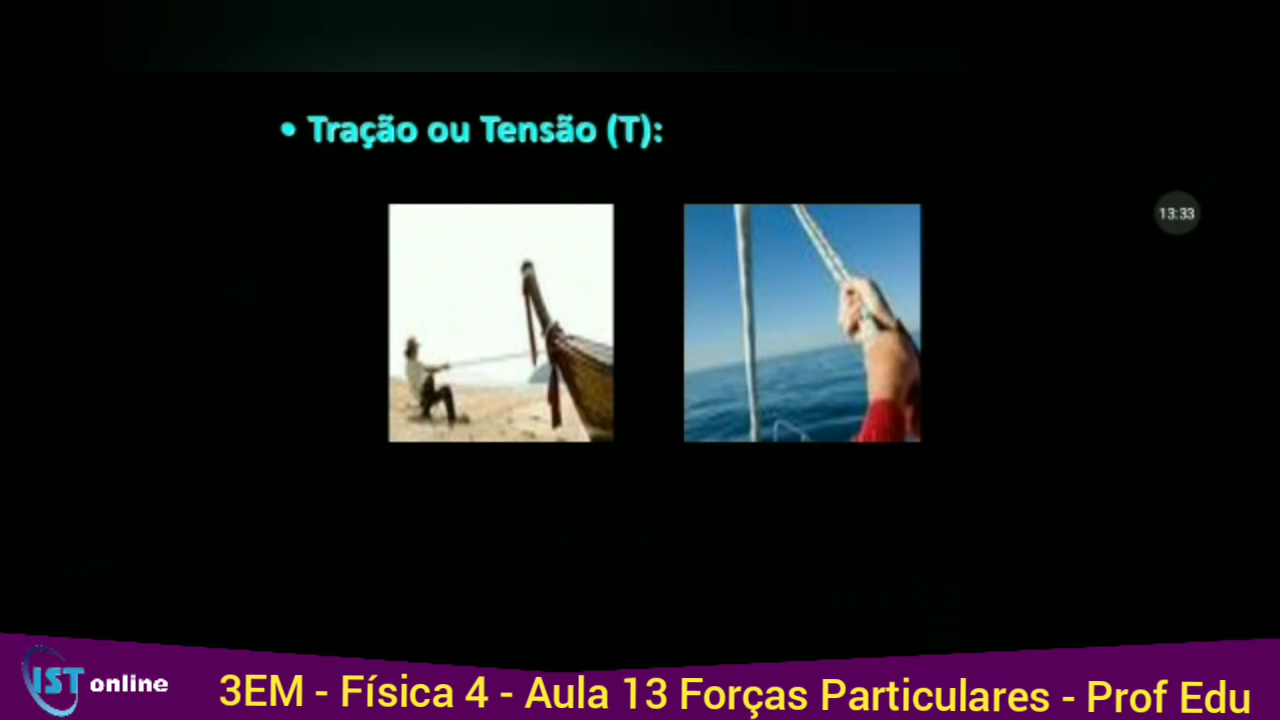 • Tração ou Tensão (T):
13:33
IST online
3EM - Física 4 - Aula 13 Forças Particulares - Prof Edu